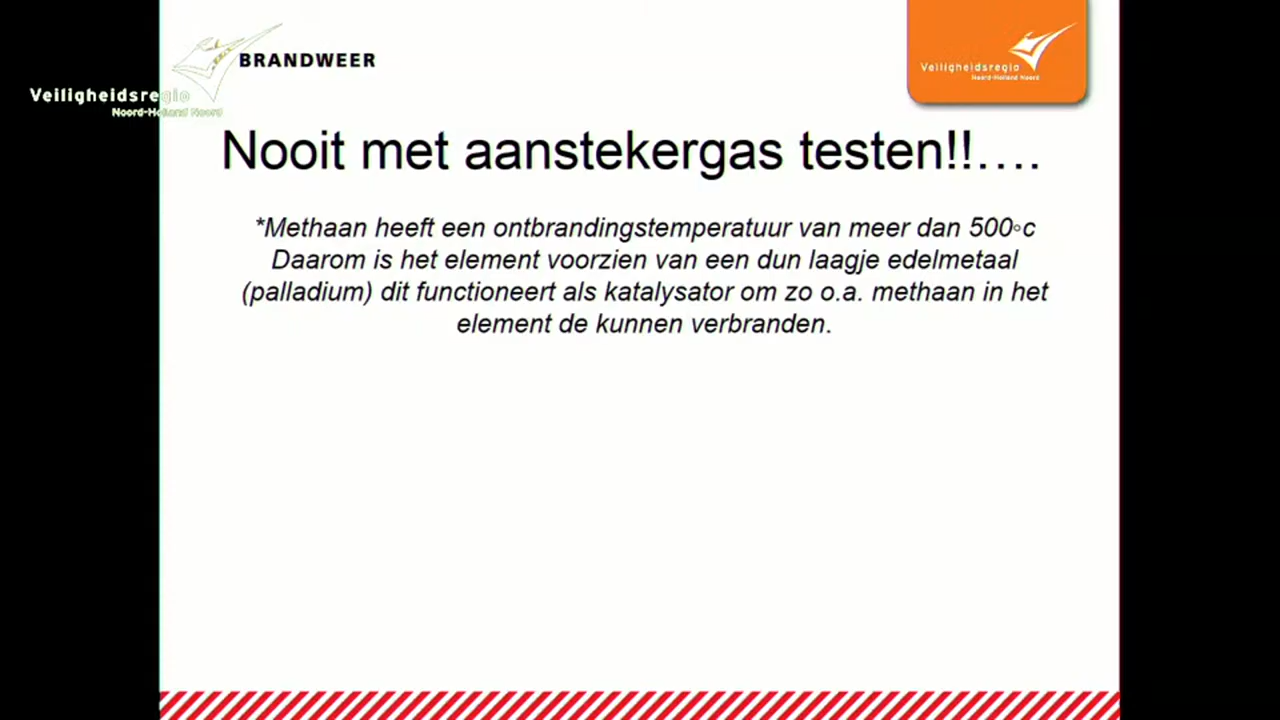 BRANDWEER
Veiligheidsregio
Noord-Holland Noord
Veiligheidsregio
Noord-Holland Noord
Nooit met aanstekergas testen!!….
*Methaan heeft een ontbrandingstemperatuur van meer dan 500◦c
Daarom is het element voorzien van een dun laagje edelmetaal
(palladium) dit functioneert als katalysator om zo o.a. methaan in het
element de kunnen verbranden.